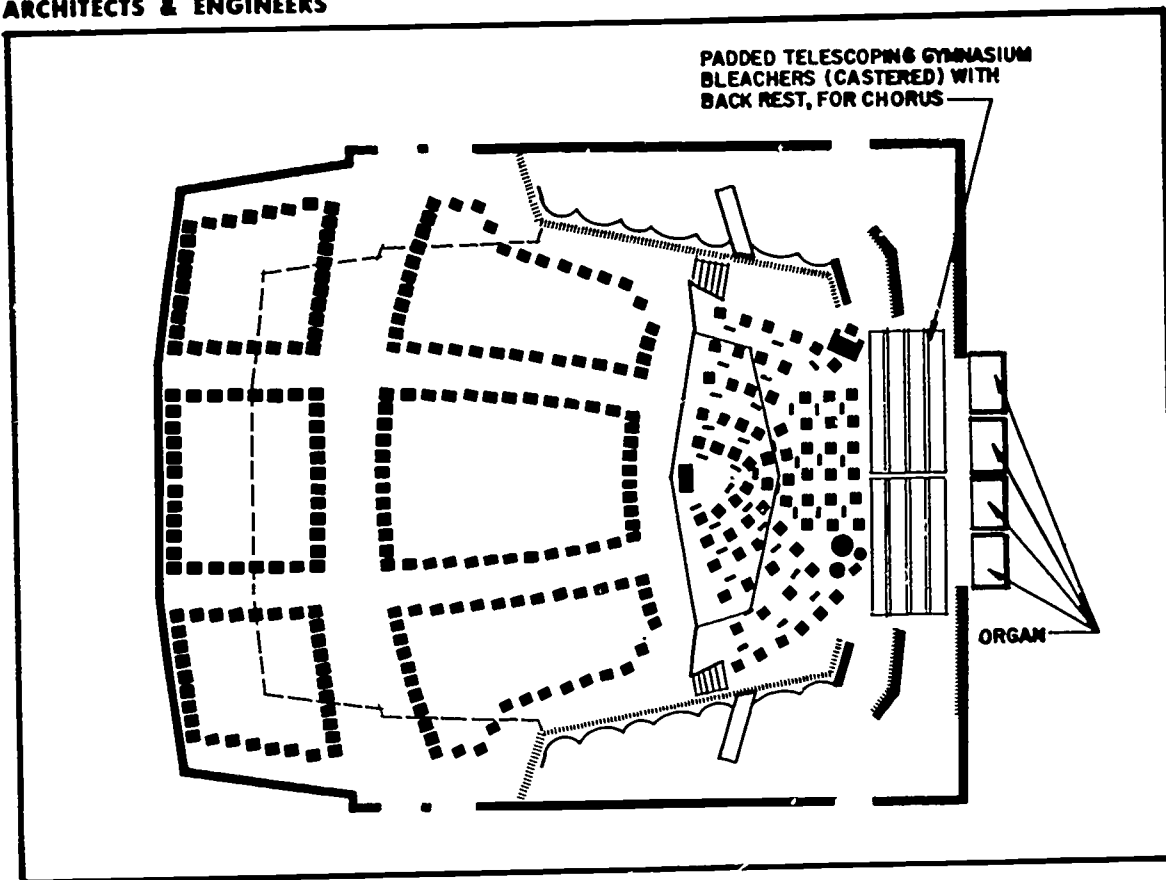 ARCHITECTS & ENGINEERS
PADDED TELESCOPING GYMNASIUM
BLEACHERS (CASTERED) WITH
BACK REST, FOR CHORUS
ORGAN